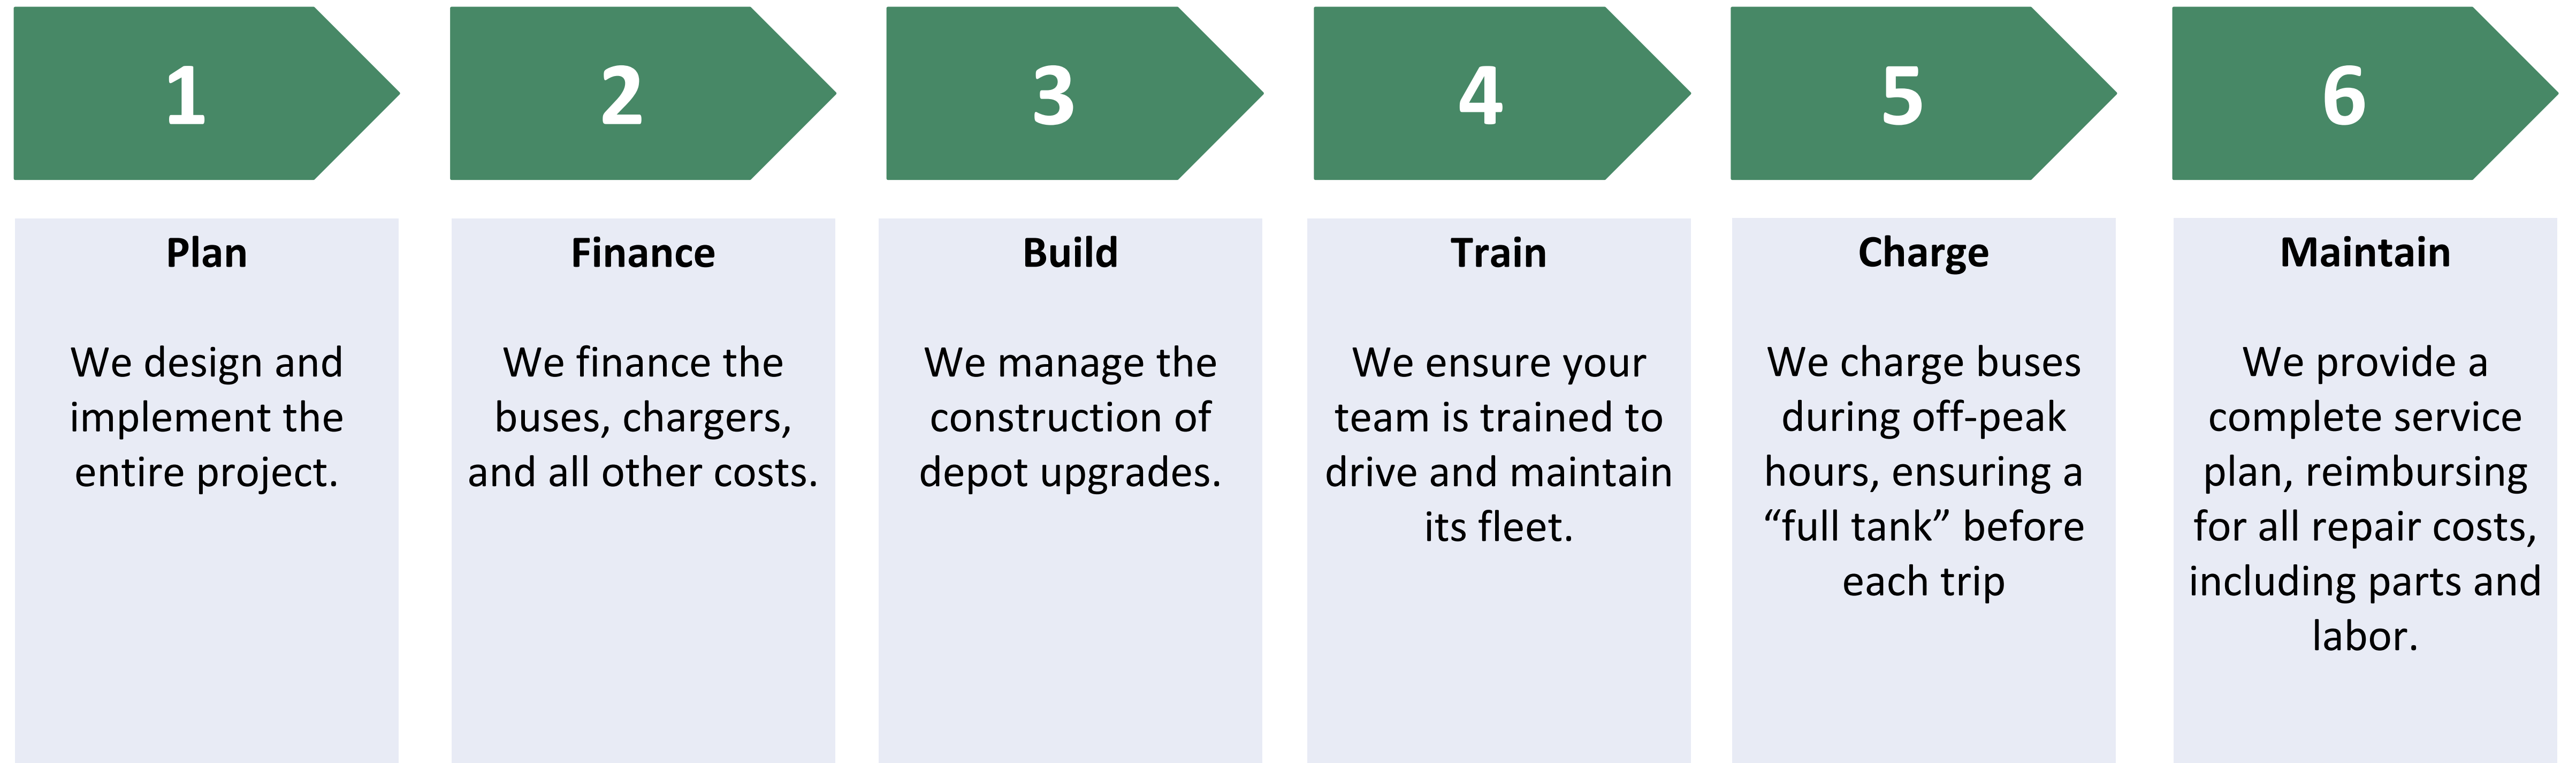 1
Plan
We design and
implement the
entire project.
2
Finance
We finance the
buses, chargers,
and all other costs.
3
Build
We manage the
construction of
depot upgrades.
4
Train
We ensure your
team is trained to
drive and maintain
its fleet.
5
Charge
We charge buses
during off-peak
hours, ensuring a
“full tank” before
each trip
6
Maintain
We provide a
complete service
plan, reimbursing
for all repair costs,
including parts and
labor.